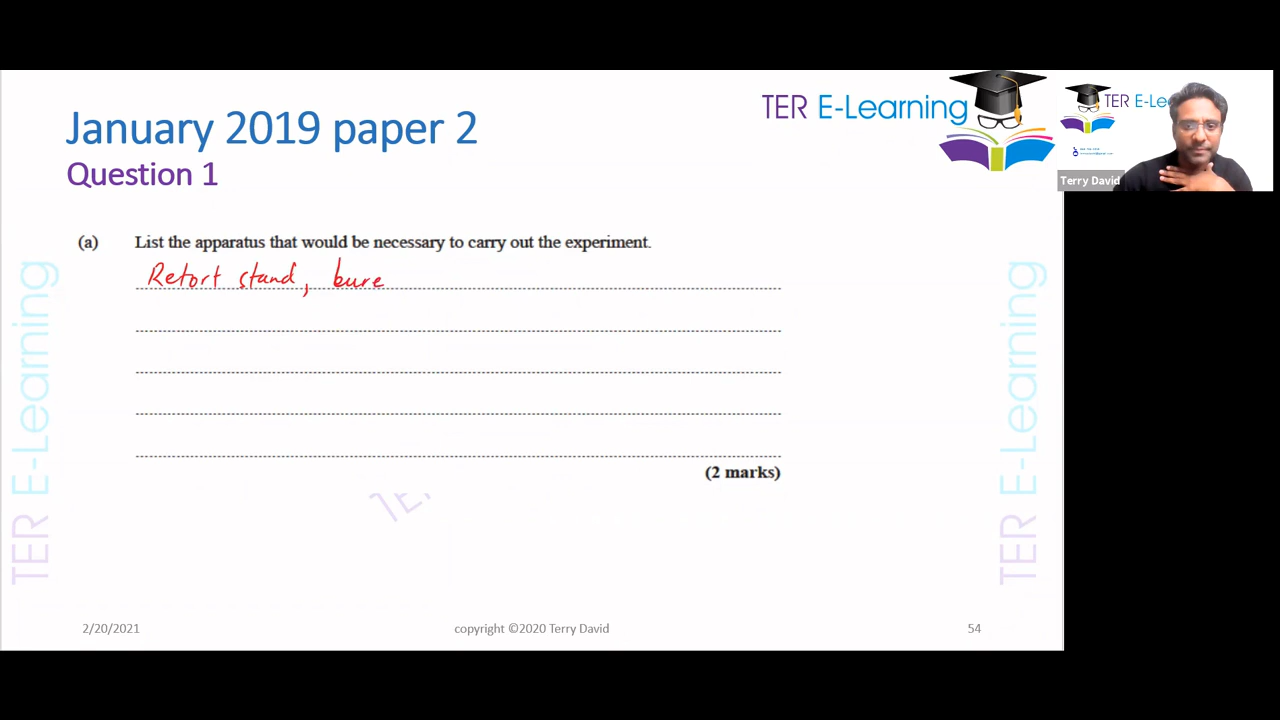 January 2019 paper 2
Question 1
TER E-Learning
TER E-Le
Terry David
(a) List the apparatus that would be necessary to carry out the experiment.
Retort stand, bure
(2 marks)
TER E-Learning
TER E-Learning
TER
2/20/2021
copyright ©2020 Terry David
54